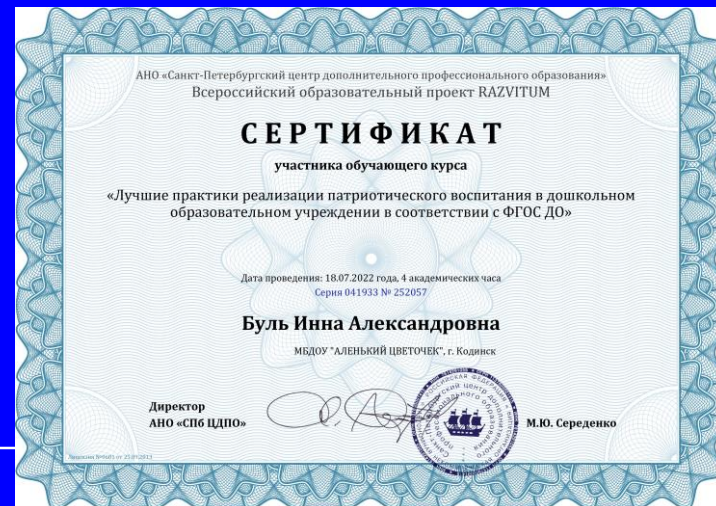 АНО «Санкт-Петербургский центр дополнительного профессионального образования»
Всероссийский образовательный проект RAZVITUM
СЕРТИФИКАТ
участника обучающего курса
«Лучшие практики реализации патриотического воспитания в дошкольном
образовательном учреждении в соответствии с ФГОС ДО»
Дата проведения: 18.07.2022 года, 4 академических часа
Серия 041933 № 252057
Буль Инна Александровна
МБДОУ "АЛЕНЬКИЙ ЦВЕТОЧЕК", г. Кодинск
Директор
АНО «СПб ЦДПО»
М.Ю. Середенко